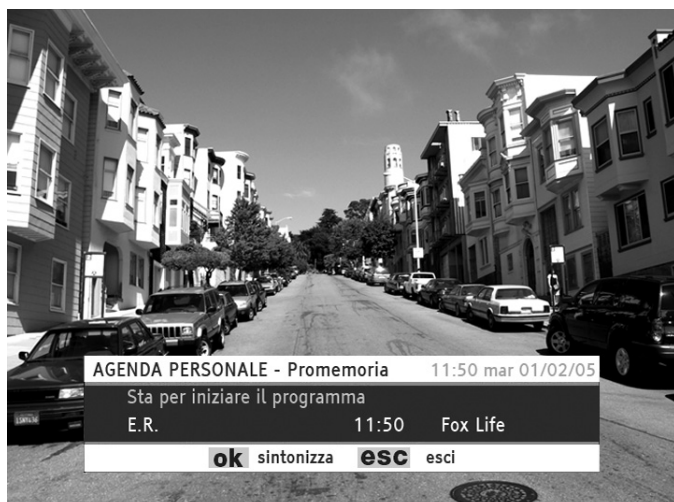 AGENDA PERSONALE - Promemoria 11:50 mar 01/02/05
Sta per iniziare il programma
E.R. 11:50 Fox Life
ok sintonizza esc esci